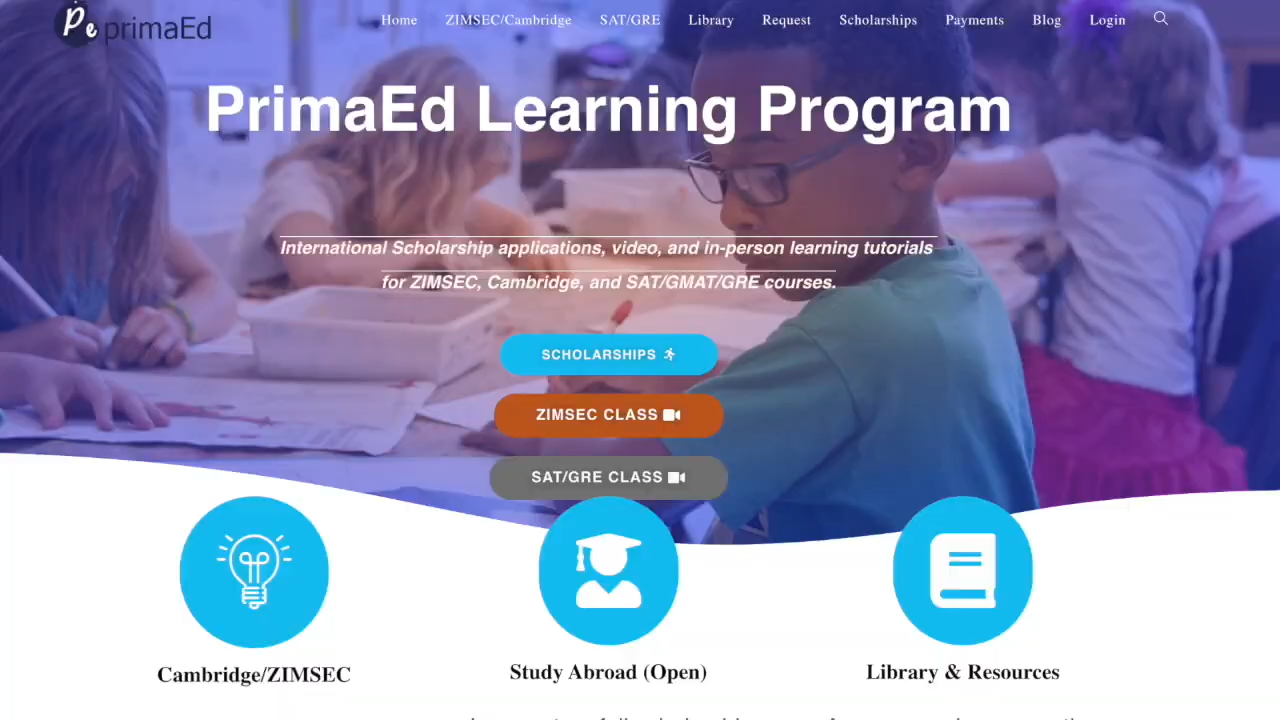 Pe primaEd
Home ZIMSEC/Cambridge SAT/GRE Library Request Scholarships Payments Blog Login
PrimaEd Learning Program
International Scholarship applications, video, and in-person learning tutorials
for ZIMSEC, Cambridge, and SAT/GMAT/GRE courses.
SCHOLARSHIPS
ZIMSEC CLASS
SAT/GRE CLASS
Cambridge/ZIMSEC
Study Abroad (Open)
Library & Resources